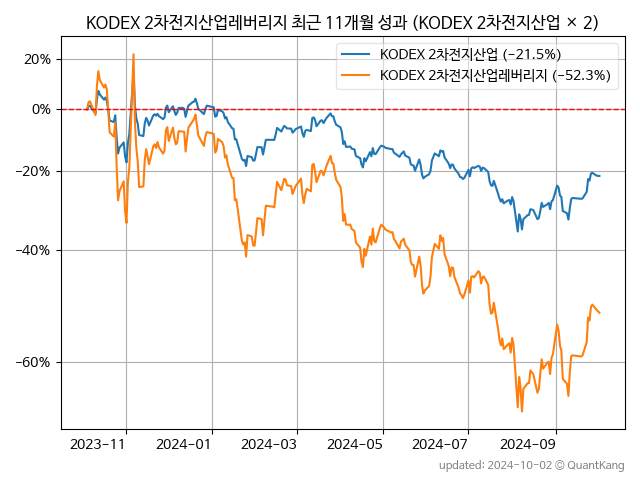 KODEX 2차전지산업레버리지 최근 11개월 성과 (KODEX 2차전지산업 × 2)
KODEX 2차전지산업 (−21.5%)
KODEX 2차전지산업레버리지 (−52.3%)
20%
0%
−20%
−40%
−60%
2023-11
2024-01
2024-03
2024-05
2024-07
2024-09
updated: 2024-10-02 © QuantKang